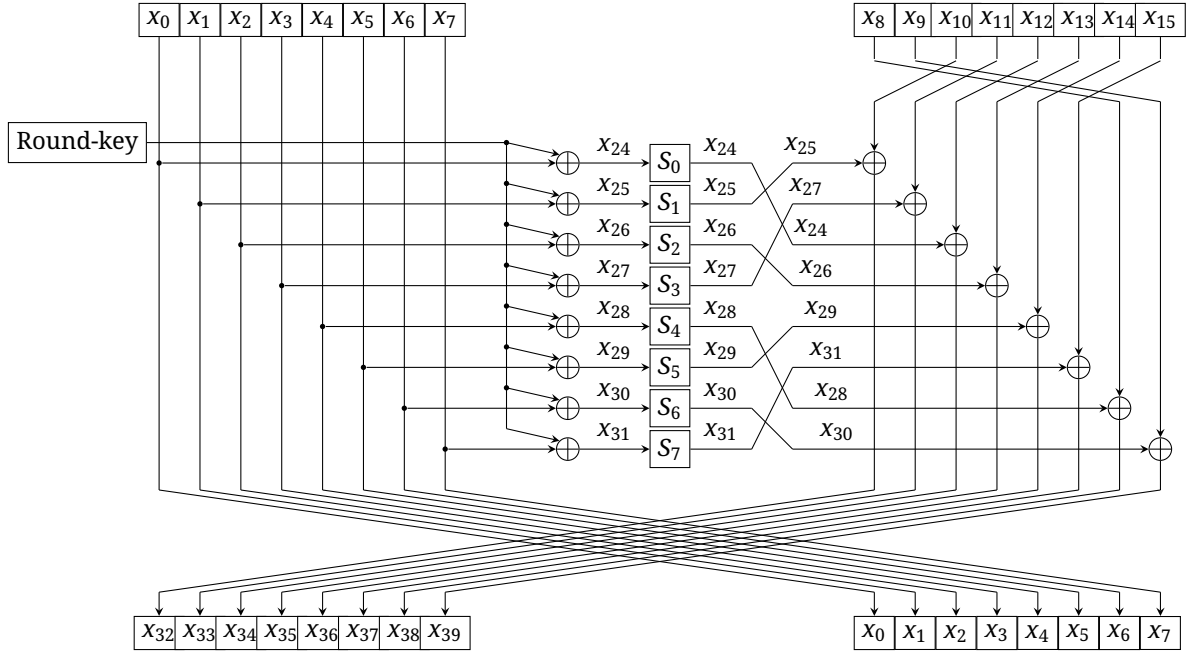 x0 x1 x2 x3 x4 x5 x6 x7 x8 x9 x10 x11 x12 x13 x14 x15
Round-key
x24 S0 x24 x25
x25 S1 x25 x27
x26 S2 x26 x24
x27 S3 x27 x26
x28 S4 x28 x29
x29 S5 x29 x31
x30 S6 x30 x28
x31 S7 x31 x30
x32 x33 x34 x35 x36 x37 x38 x39 x0 x1 x2 x3 x4 x5 x6 x7